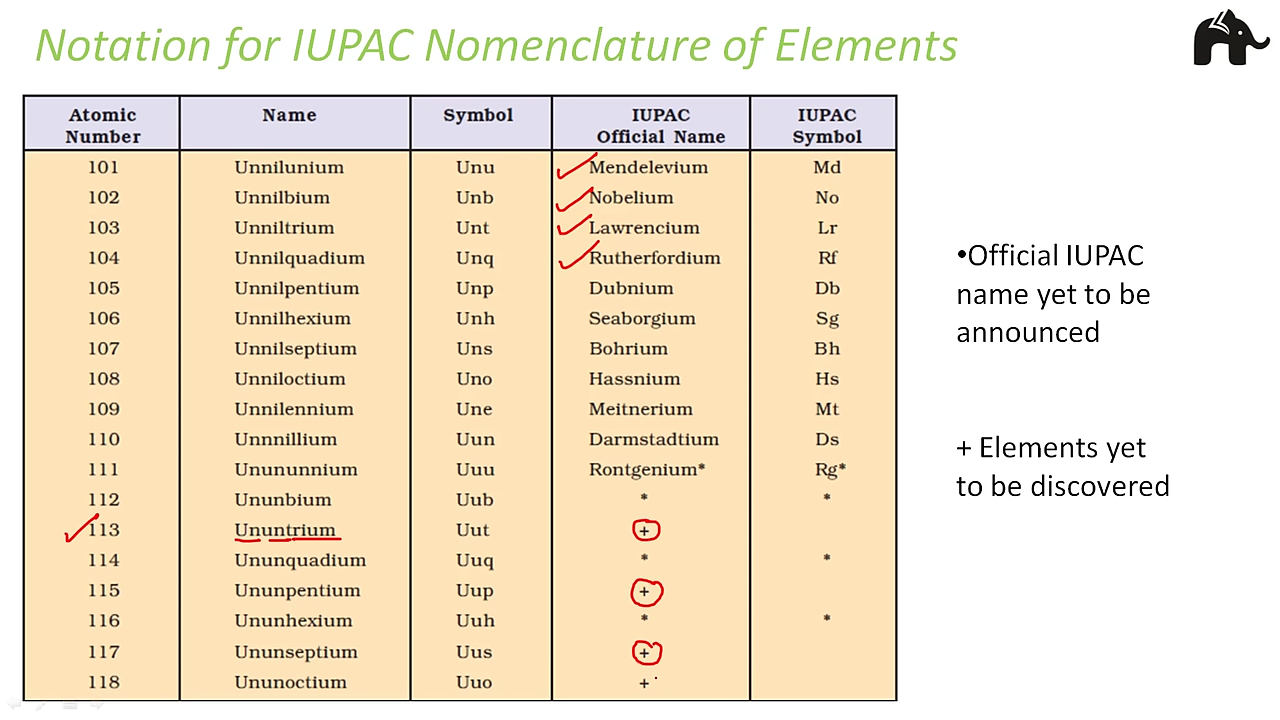 Notation for IUPAC Nomenclature of Elements
Atomic Number Name Symbol IUPAC Official Name IUPAC Symbol
101 Unnilunium Unu Mendelevium Md
102 Unnilbium Unb Nobelium No
103 Unniltrium Unt Lawrencium Lr
104 Unnilquadium Unq Rutherfordium Rf
105 Unnilpentium Unp Dubnium Db
106 Unnilhexium Unh Seaborgium Sg
107 Unnilseptium Uns Bohrium Bh
108 Unniloctium Uno Hassnium Hs
109 Unnilennium Une Meitnerium Mt
110 Unnnillium Uun Darmstadtium Ds
111 Unununnium Uuu Rontgenium* Rg*
112 Ununbium Uub * *
113 Ununtrium Uut +
114 Ununquadium Uuq * *
115 Ununpentium Uup +
116 Ununhexium Uuh * *
117 Ununseptium Uus +
118 Ununoctium Uuo +
•Official IUPAC
name yet to be
announced
+ Elements yet
to be discovered